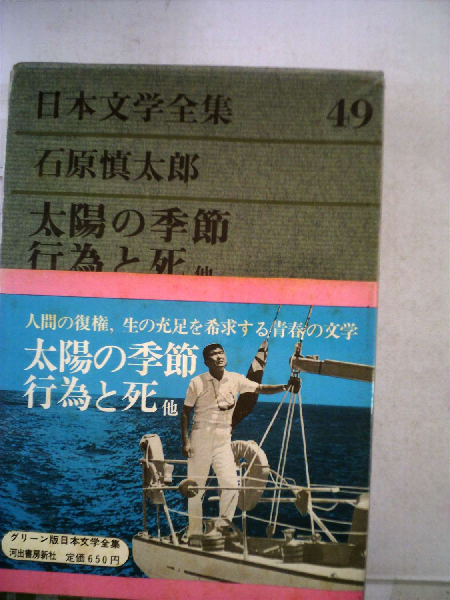 日本文学全集 49
石原慎太郎
太陽の季節
行為と死 他
人間の復権、生の充足を希求する青春の文学
太陽の季節
行為と死 他
グリーン版日本文学全集
河出書房新社 定価650円